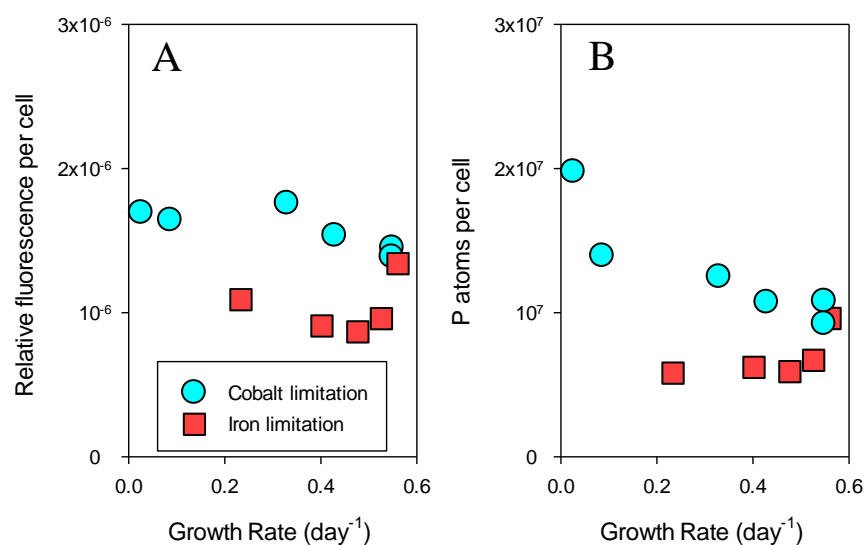 A
Relative fluorescence per cell
3x10⁻⁶
2x10⁻⁶
10⁻⁶
0
Cobalt limitation
Iron limitation
0.0 0.2 0.4 0.6
Growth Rate (day⁻¹)
B
P atoms per cell
3x10⁷
2x10⁷
10⁷
0
0.0 0.2 0.4 0.6
Growth Rate (day⁻¹)